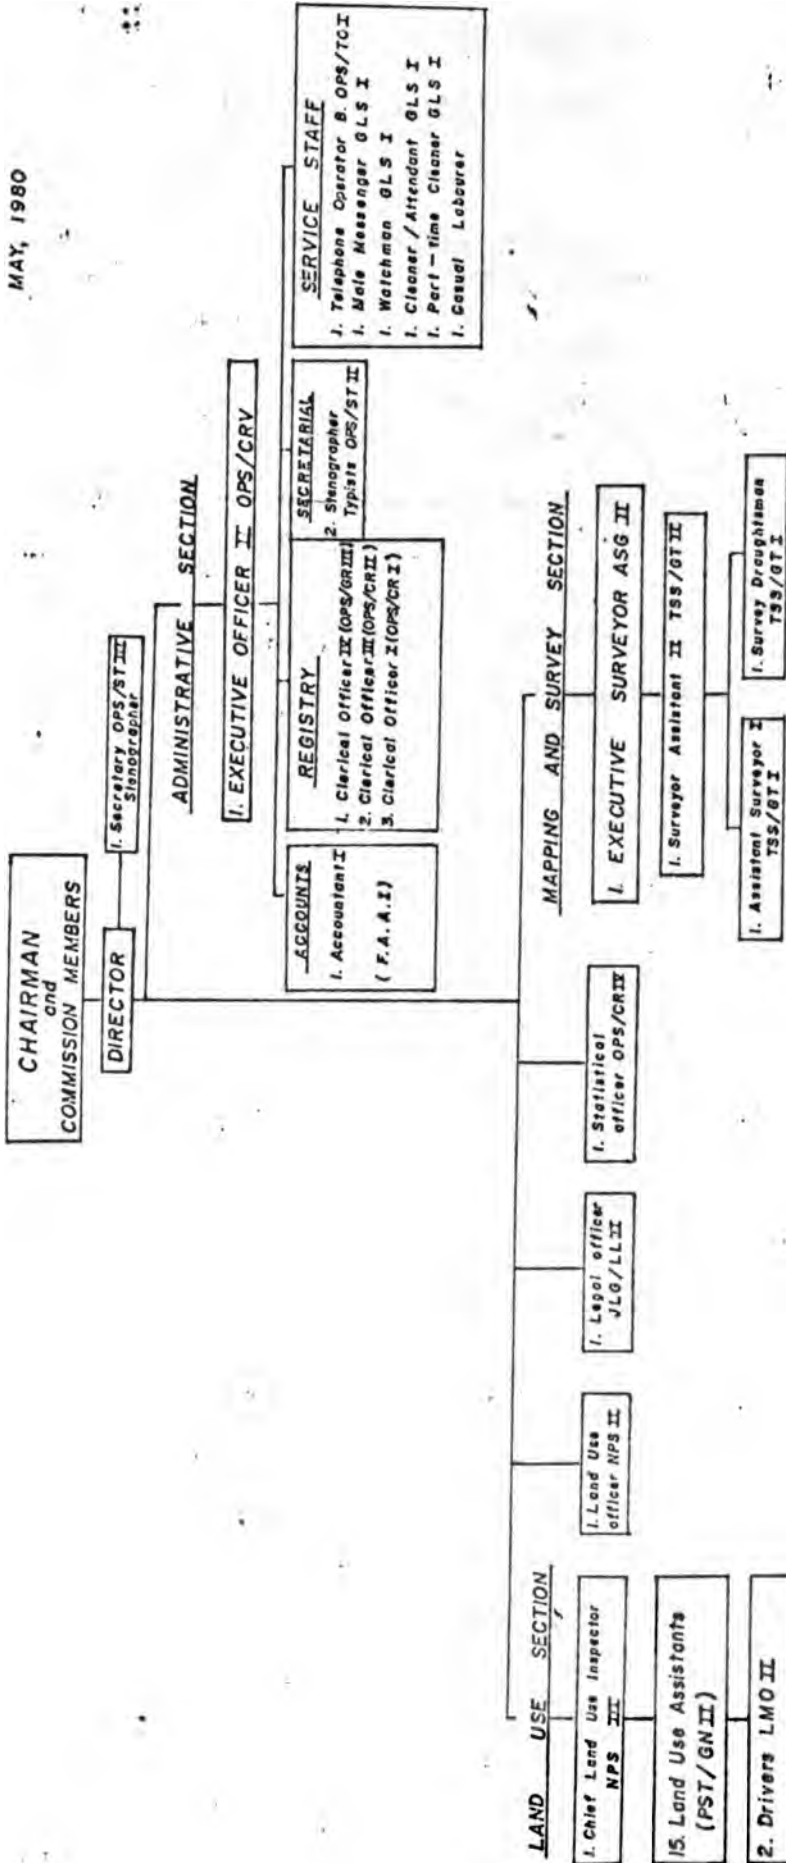 MAY, 1980
CHAIRMAN
and
COMMISSION MEMBERS
DIRECTOR
1. Secretary OPS/ST III
Stenographer
ADMINISTRATIVE SECTION
1. EXECUTIVE OFFICER II OPS/CRV
ACCOUNTS
1. Accountant I
(F.A.A.I)
REGISTRY
1. Clerical Officer IV (OPS/GR III)
2. Clerical Officer III (OPS/CR II)
3. Clerical Officer I (OPS/CR I)
SECRETARIAL
2. Stenographer
Typists OPS/ST II
SERVICE STAFF
1. Telephone Operator B. OPS/TO I
1. Male Messenger GLS I
1. Watchman GLS I
1. Cleaner/Attendant GLS I
1. Part-Time Cleaner GLS I
1. Casual Labourer
LAND USE SECTION
1. Chief Land Use Inspector
NPS III
15. Land Use Assistants
(PST/GN II)
2. Drivers LMO II
1. Land Use
officer NPS II
1. Legal officer
JLG/LL II
1. Statistical
officer OPS/CR IV
MAPPING AND SURVEY SECTION
1. EXECUTIVE SURVEYOR ASG II
1. Surveyor Assistant II TSS/GT II
1. Assistant Surveyor I
TSS/GT I
1. Survey Draughtsman
TSS/GT I